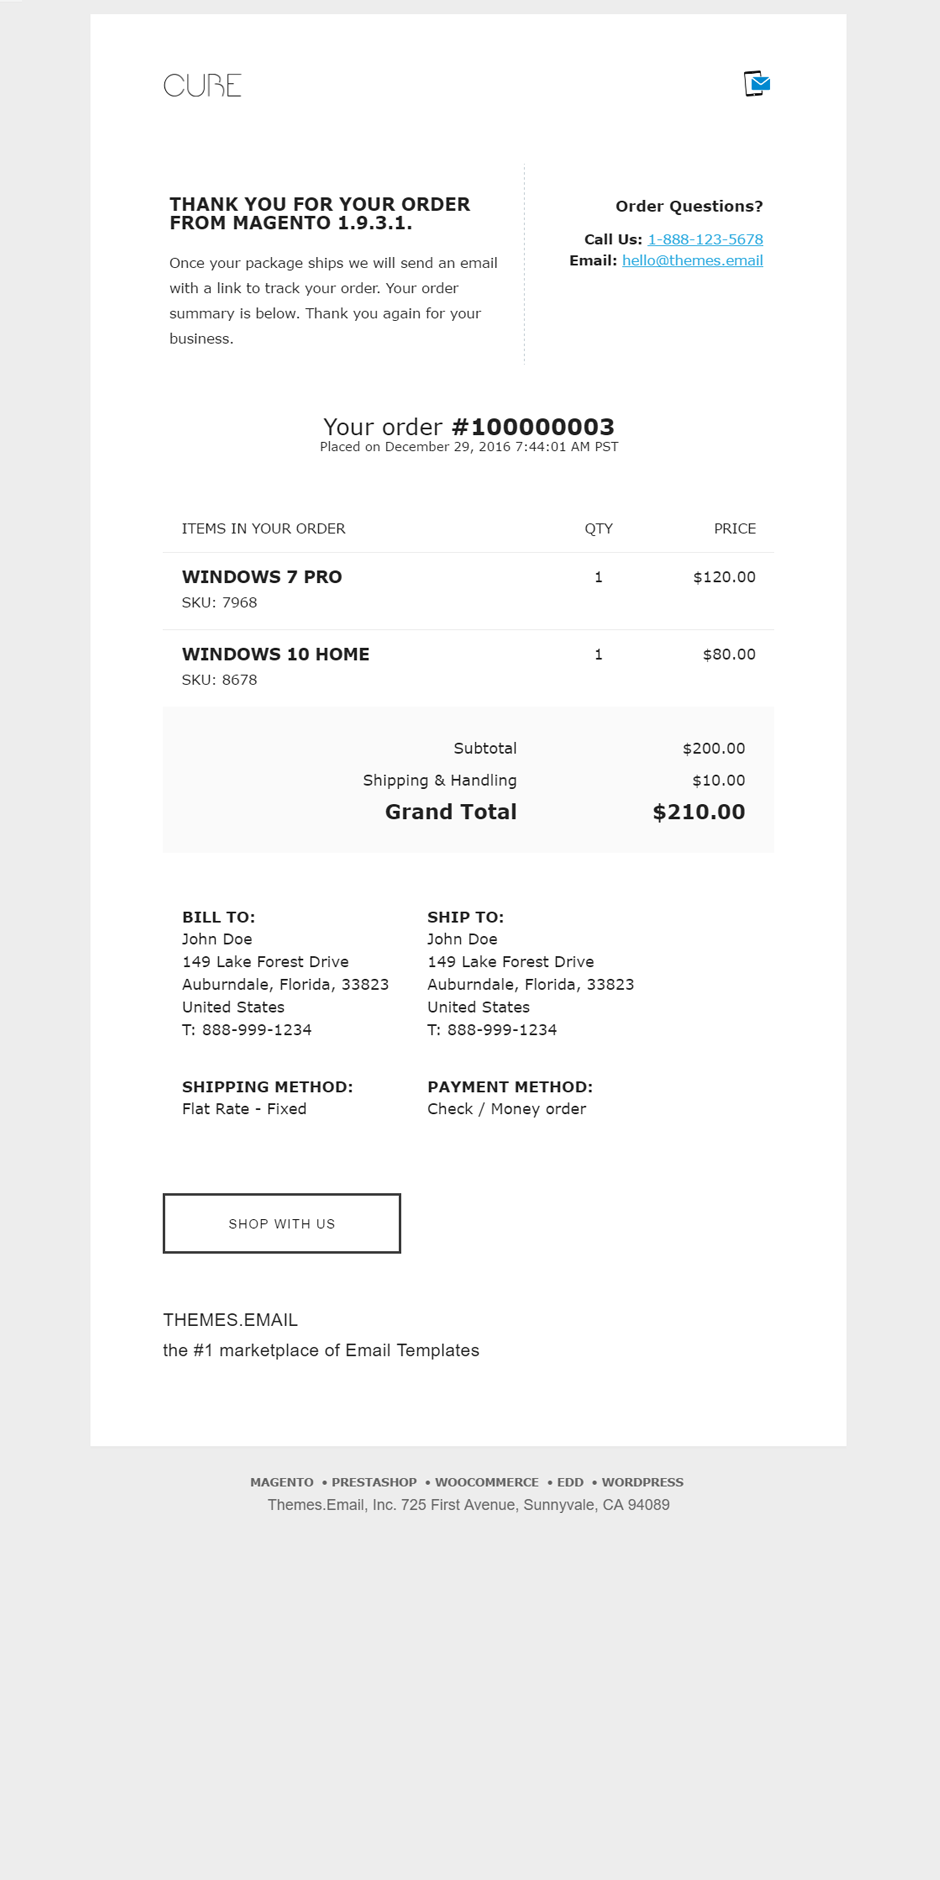 CUBE
THANK YOU FOR YOUR ORDER
FROM MAGENTO 1.9.3.1.
Once your package ships we will send an email
with a link to track your order. Your order
summary is below. Thank you again for your
business.
Order Questions?
Call Us: 1-888-123-5678
Email: hello@themes.email
Your order #100000003
Placed on December 29, 2016 7:44:01 AM PST
ITEMS IN YOUR ORDER QTY PRICE
WINDOWS 7 PRO 1 $120.00
SKU: 7968
WINDOWS 10 HOME 1 $80.00
SKU: 8678
Subtotal $200.00
Shipping & Handling $10.00
Grand Total $210.00
BILL TO:
John Doe
149 Lake Forest Drive
Auburndale, Florida, 33823
United States
T: 888-999-1234
SHIP TO:
John Doe
149 Lake Forest Drive
Auburndale, Florida, 33823
United States
T: 888-999-1234
SHIPPING METHOD:
Flat Rate - Fixed
PAYMENT METHOD:
Check / Money order
SHOP WITH US
THEMES.EMAIL
the #1 marketplace of Email Templates
MAGENTO • PRESTASHOP • WOOCOMMERCE • EDD • WORDPRESS
Themes.Email, Inc. 725 First Avenue, Sunnyvale, CA 94089